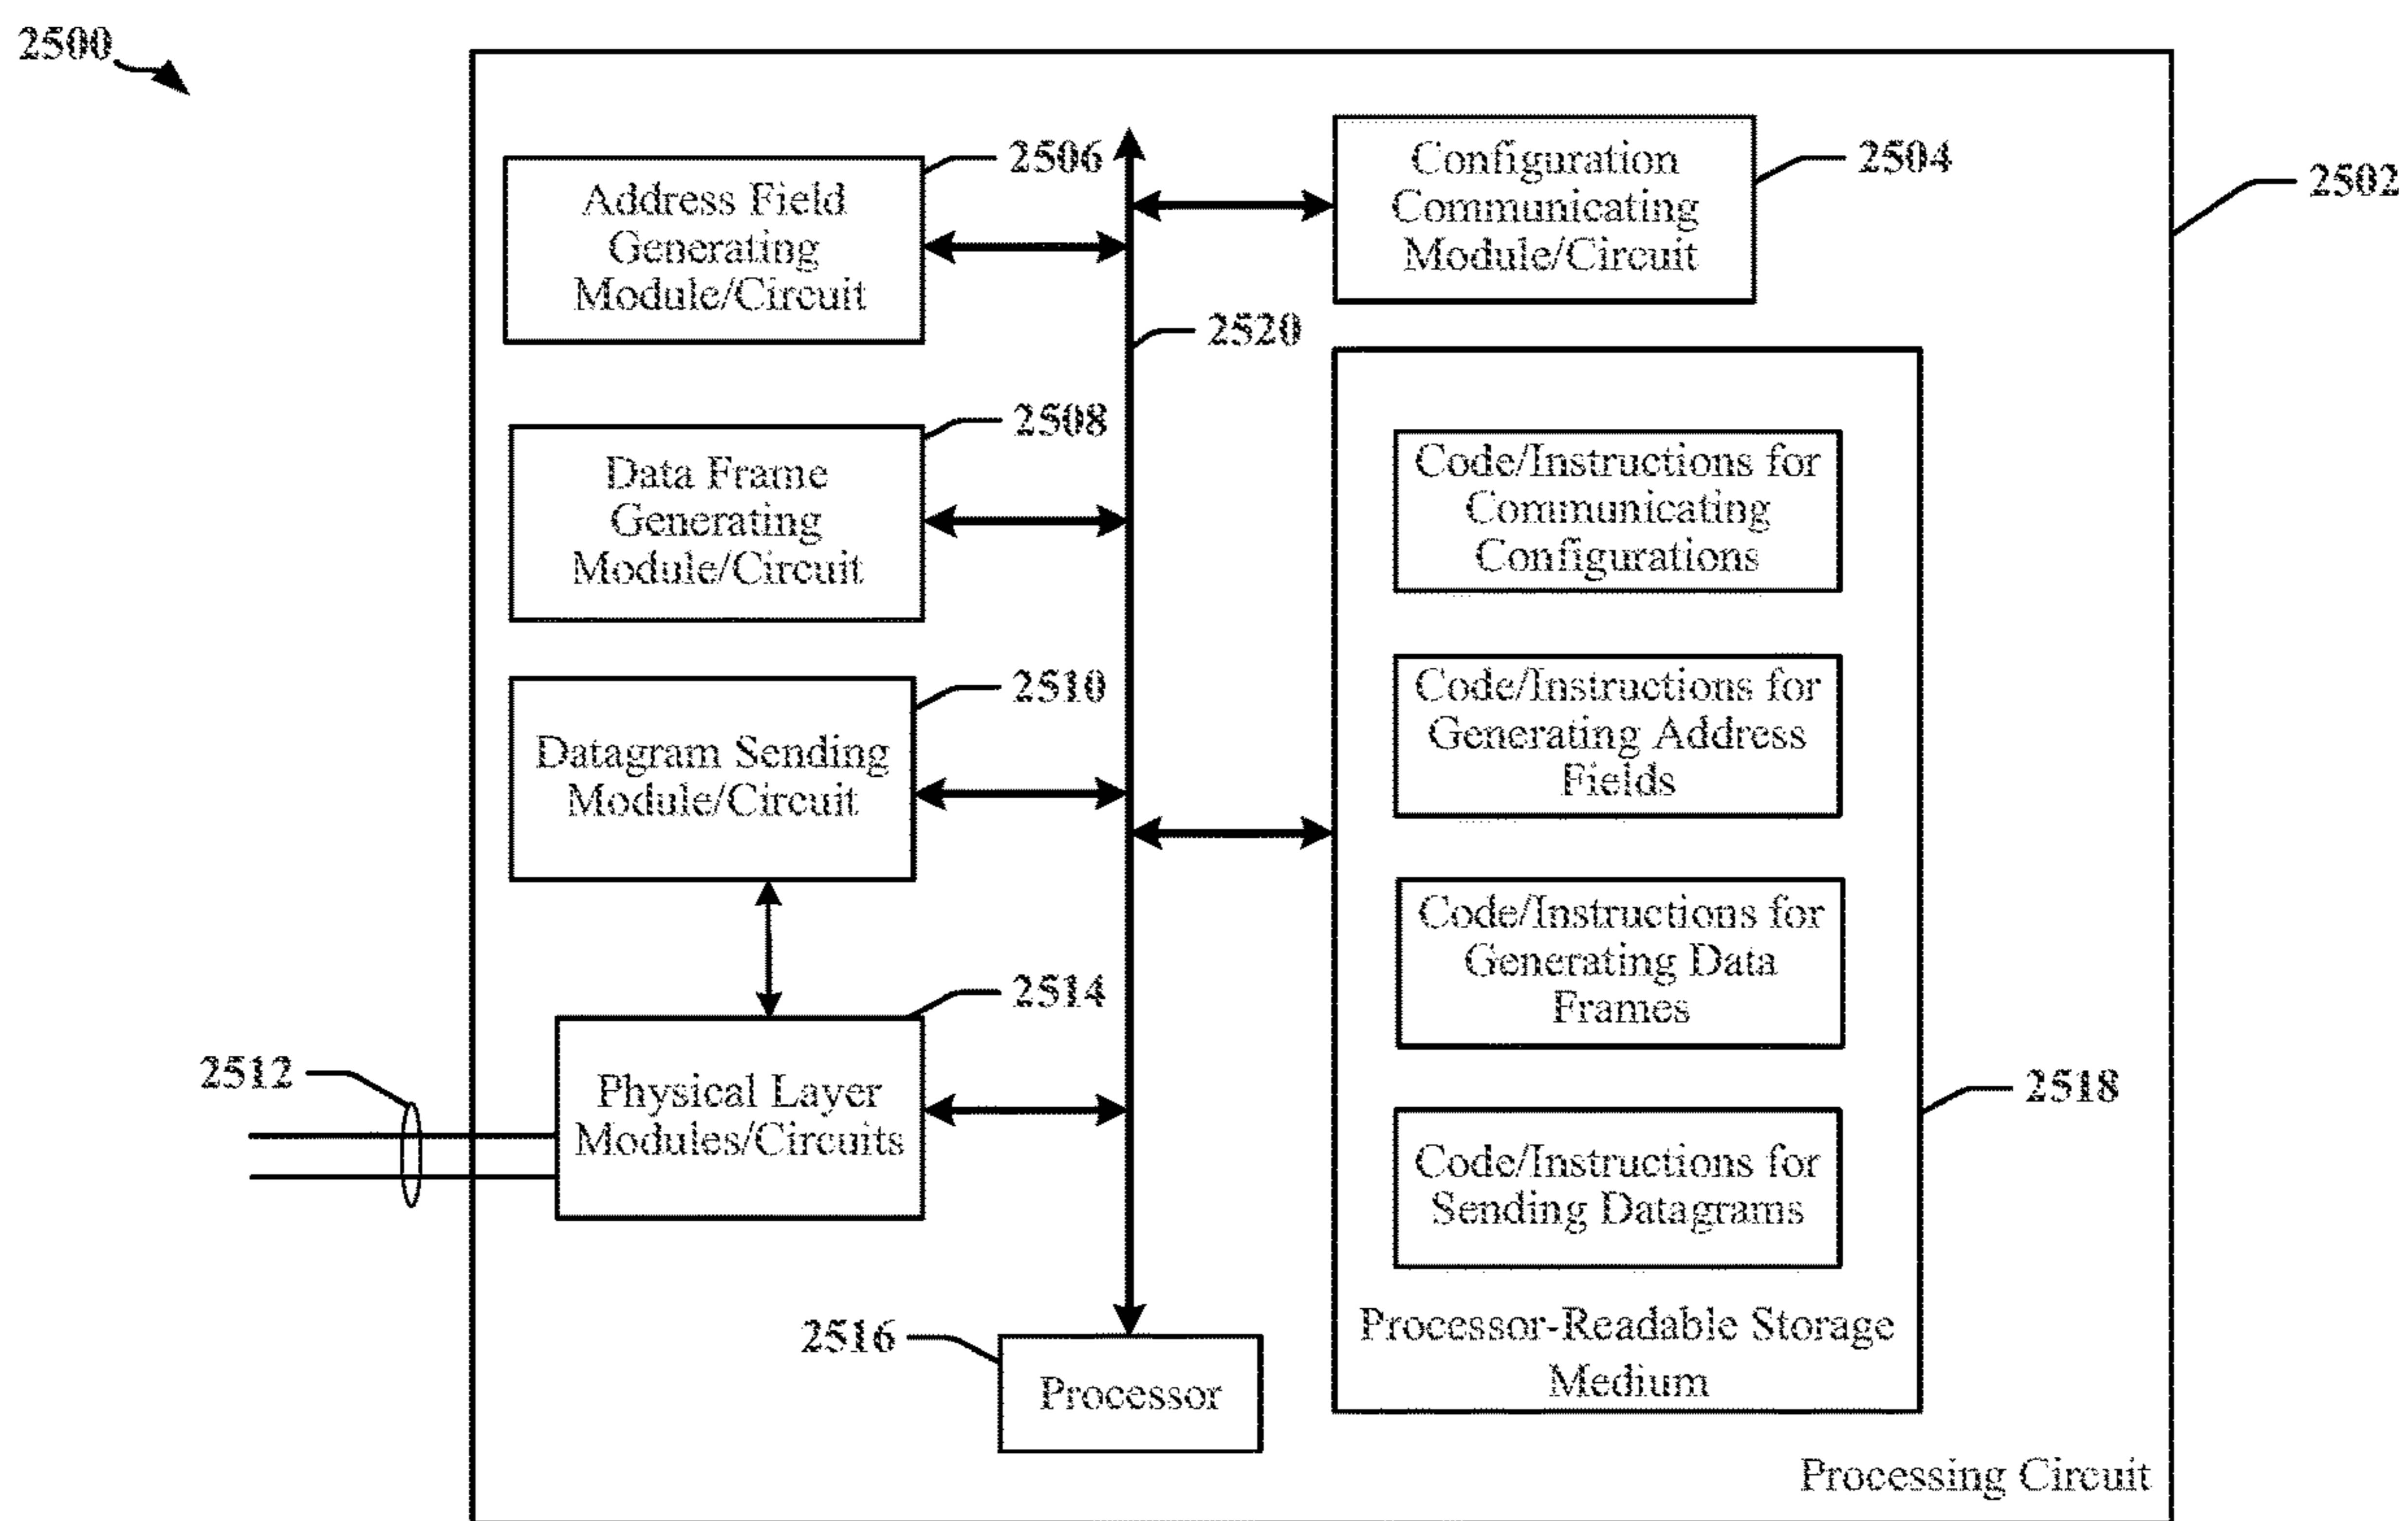 2500
2506
Address Field
Generating
Module/Circuit
Configuration
Communicating
Module/Circuit
2504
2502
2520
2508
Data Frame
Generating
Module/Circuit
Code/Instructions for
Communicating
Configurations
2510
Datagram Sending
Module/Circuit
Code/Instructions for
Generating Address
Fields
Code/Instructions for
Generating Data
Frames
2514
2512
Physical Layer
Modules/Circuits
2518
Code/Instructions for
Sending Datagrams
2516
Processor
Processor-Readable Storage
Medium
Processing Circuit